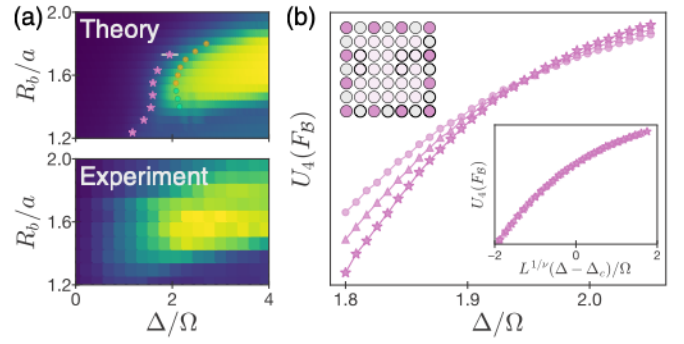 (a)
Theory
R_b/a
2.0
1.6
1.2
Experiment
R_b/a
2.0
1.6
1.2
0 2 4
Δ/Ω
(b)
U_4(F_ℬ)
1.8 1.9 2.0
Δ/Ω
U_4(F_ℬ)
−2 0 2
L^{1/ν}(Δ − Δ_c)/Ω